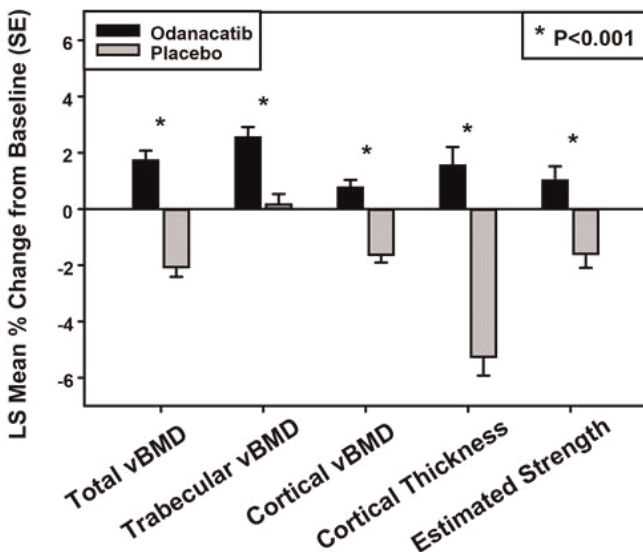 LS Mean % Change from Baseline (SE)
6
4
2
0
-2
-4
-6
Odanacatib
Placebo
* P<0.001
*
*
*
*
*
Total vBMD
Trabecular vBMD
Cortical vBMD
Cortical Thickness
Estimated Strength